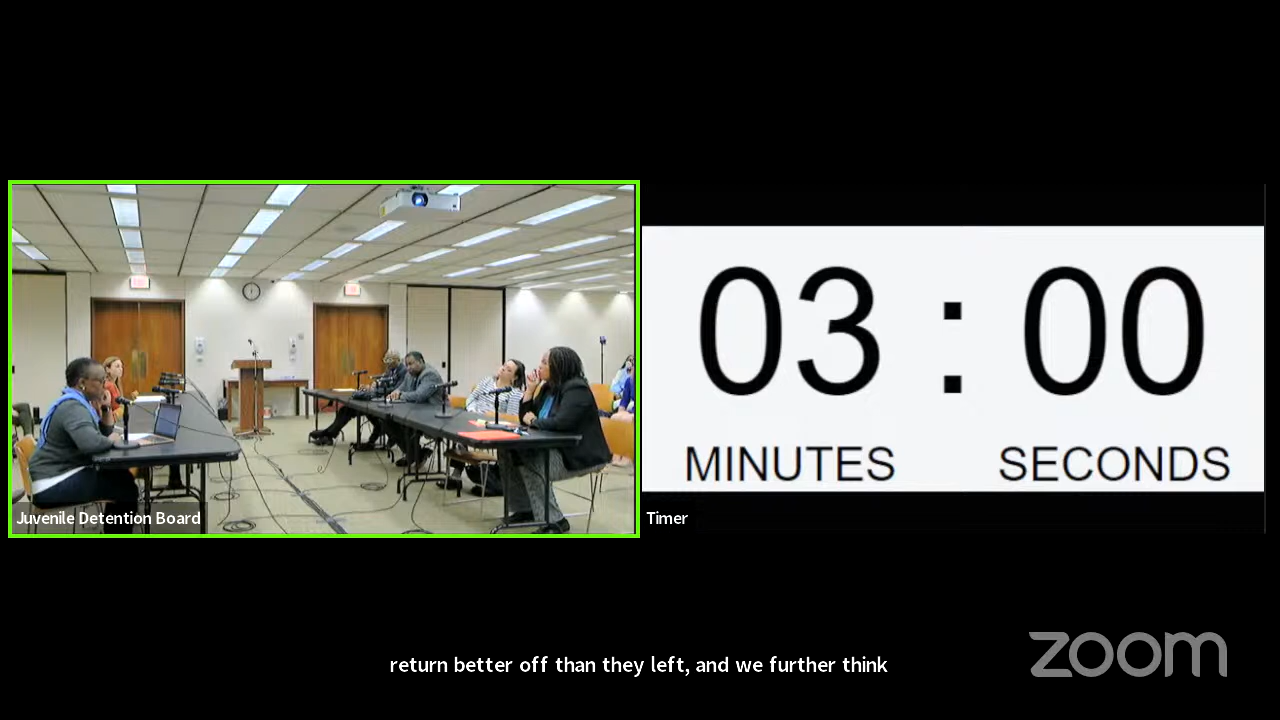 03 : 00
MINUTES SECONDS
Juvenile Detention Board
Timer
return better off than they left, and we further think
zoom